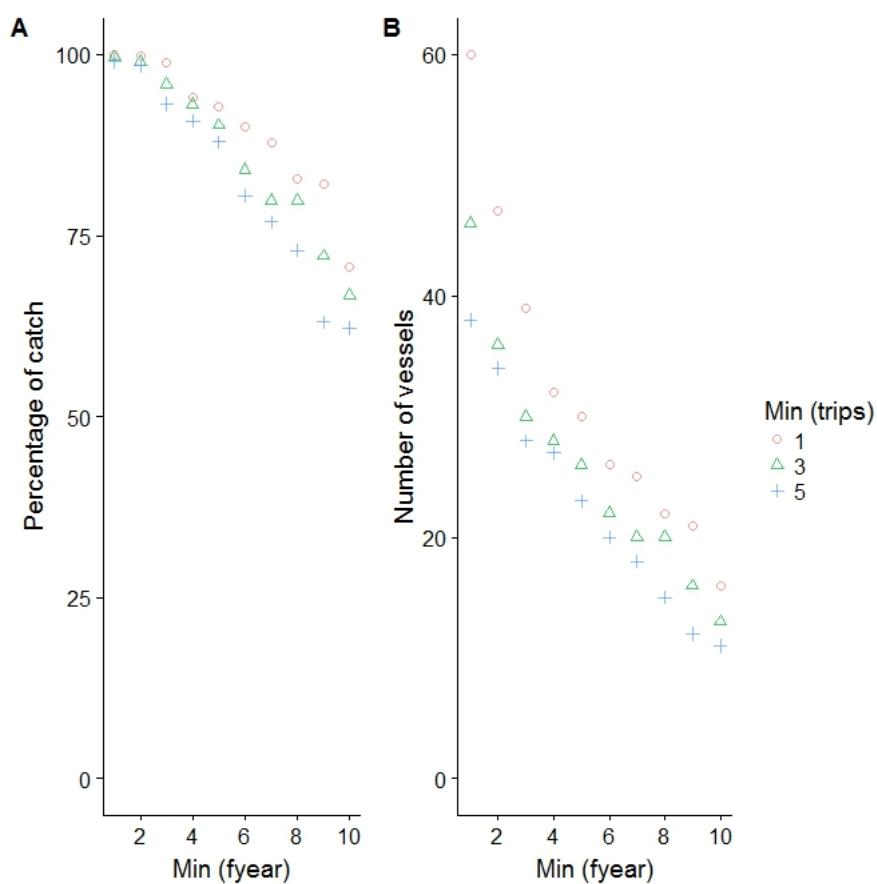 A
Percentage of catch
100
75
50
25
0
2 4 6 8 10
Min (fyear)
B
Number of vessels
60
40
20
0
2 4 6 8 10
Min (fyear)
Min (trips)
1
3
5